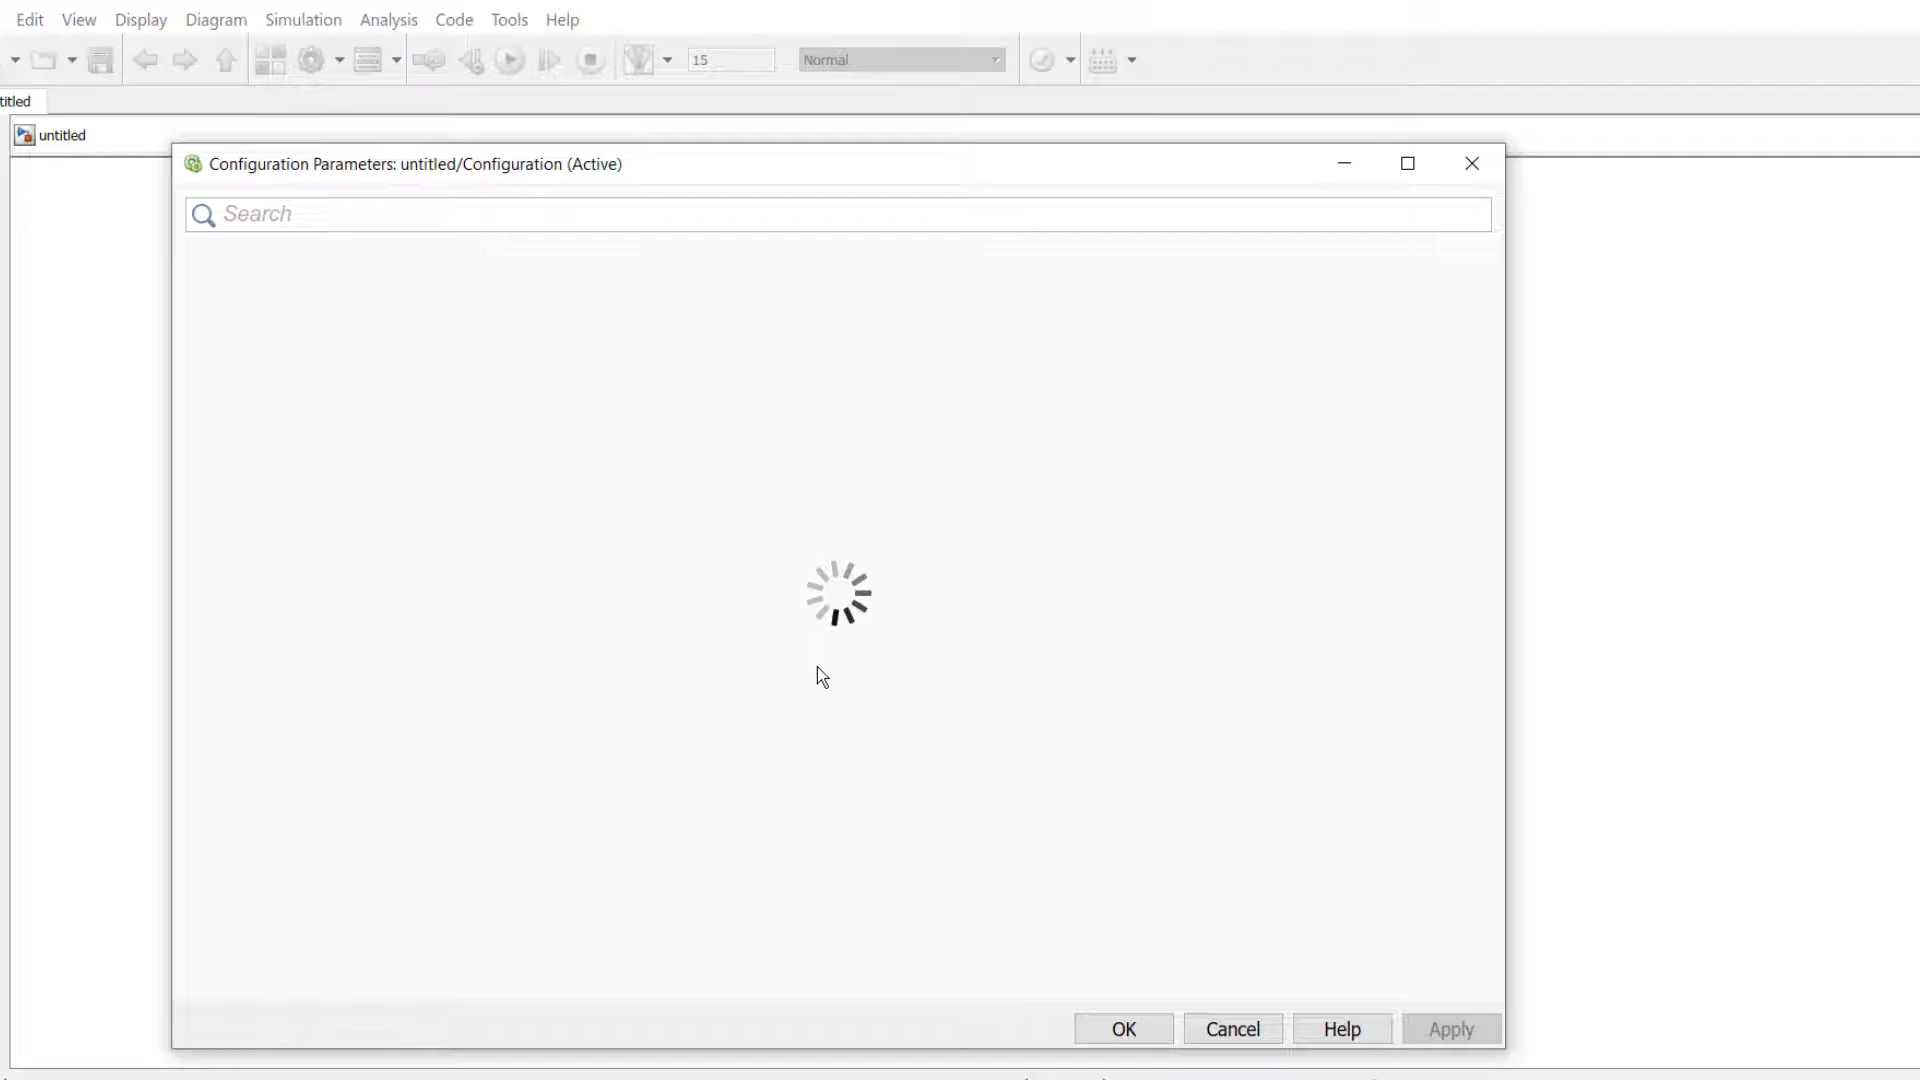 Edit View Display Diagram Simulation Analysis Code Tools Help
15 Normal
titled
untitled
Configuration Parameters: untitled/Configuration (Active)
Search
OK Cancel Help Apply